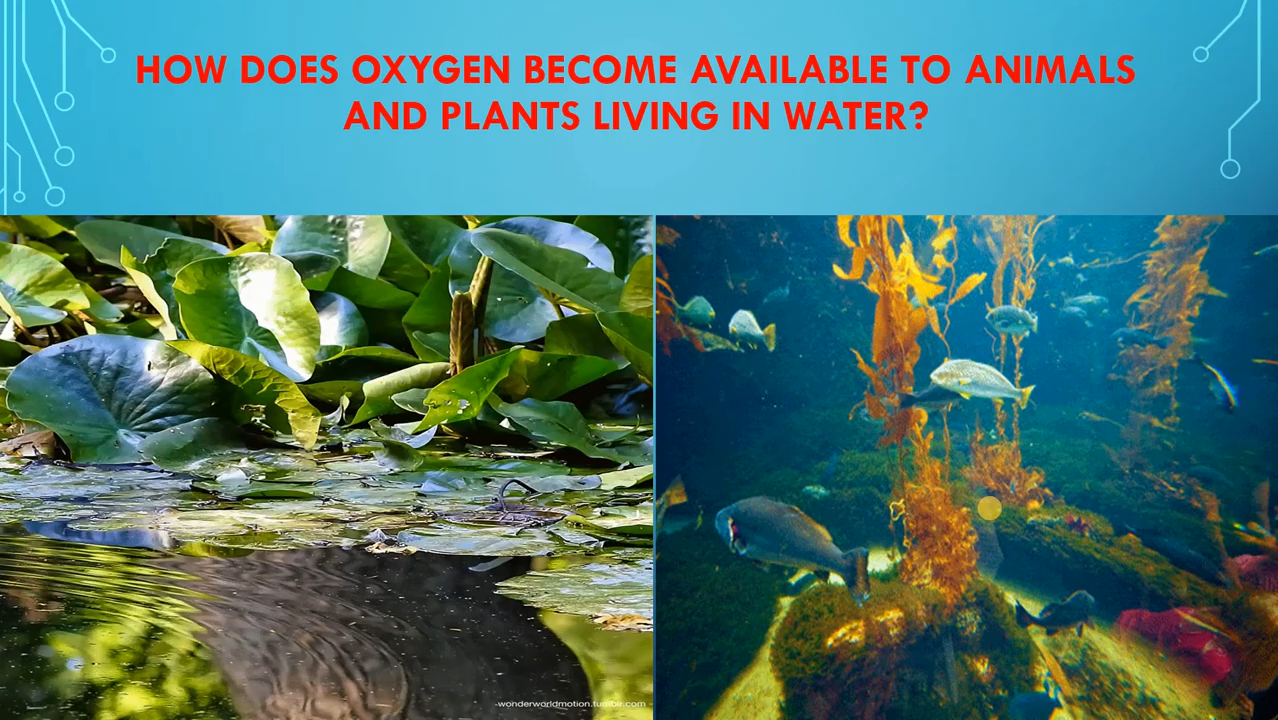 HOW DOES OXYGEN BECOME AVAILABLE TO ANIMALS
AND PLANTS LIVING IN WATER?
-wonderworldmotion.tumblr.com